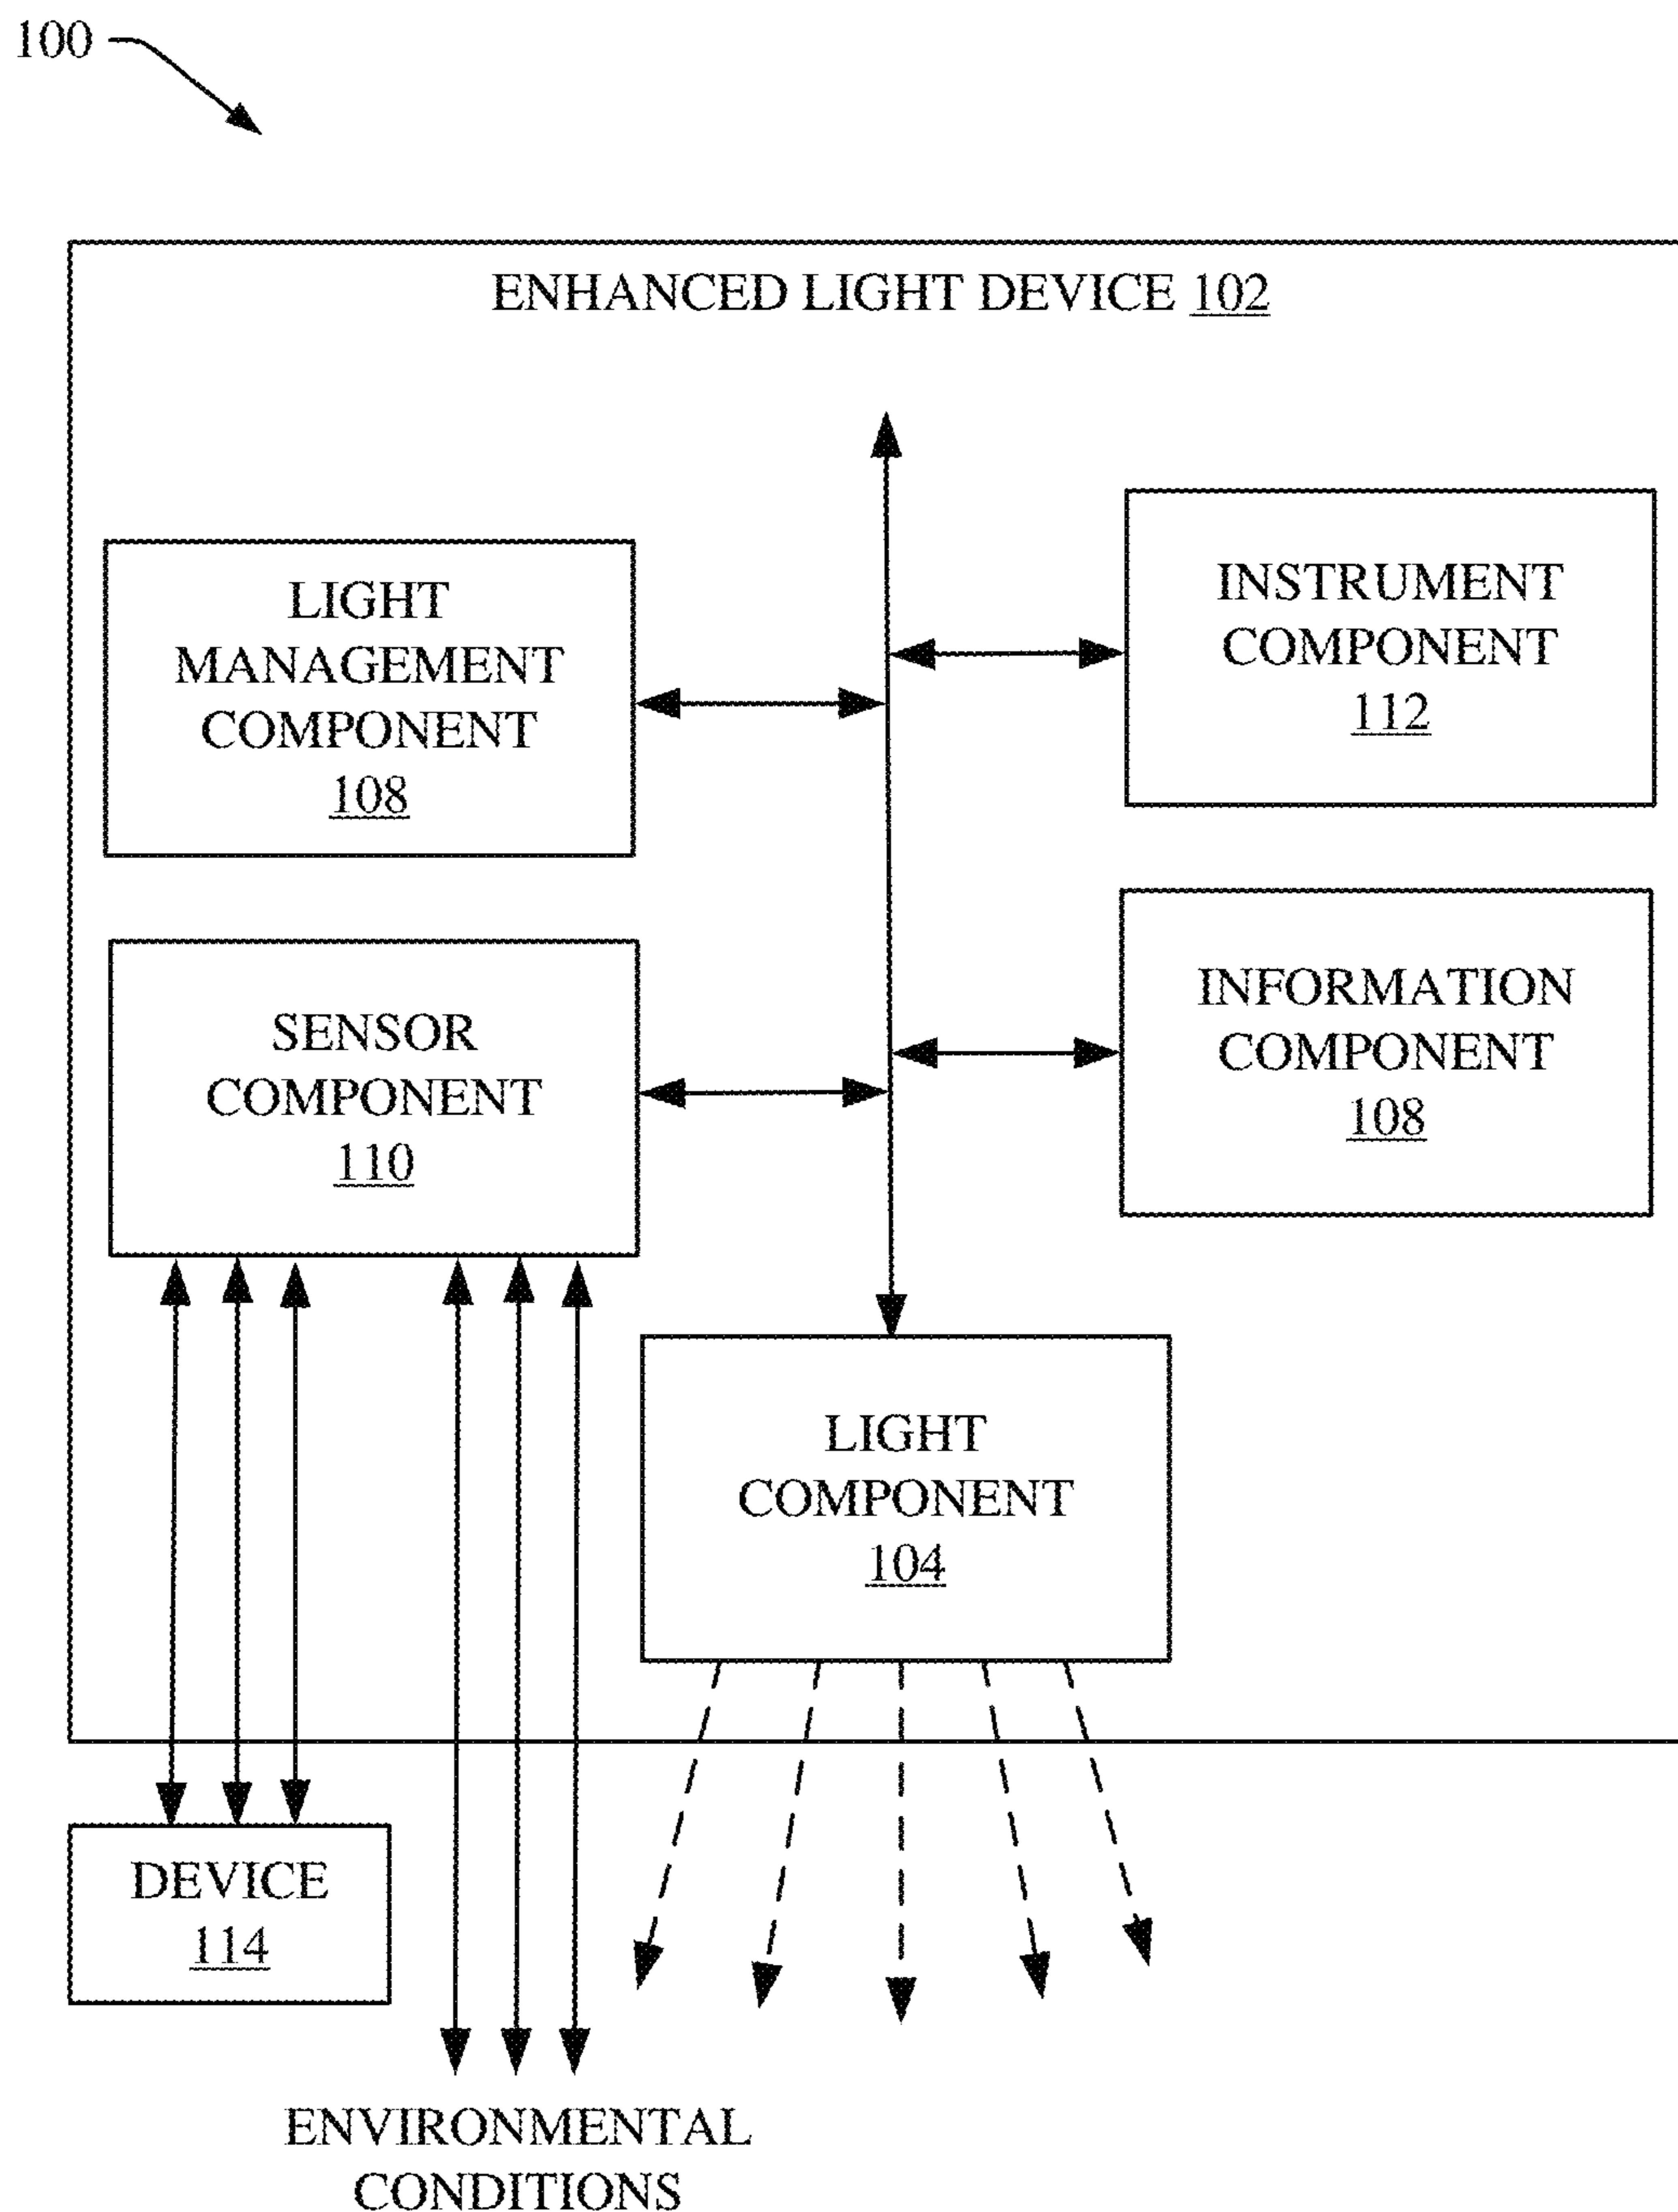 100
ENHANCED LIGHT DEVICE 102
LIGHT
MANAGEMENT
COMPONENT
108
INSTRUMENT
COMPONENT
112
SENSOR
COMPONENT
110
INFORMATION
COMPONENT
108
LIGHT
COMPONENT
104
DEVICE
114
ENVIRONMENTAL
CONDITIONS